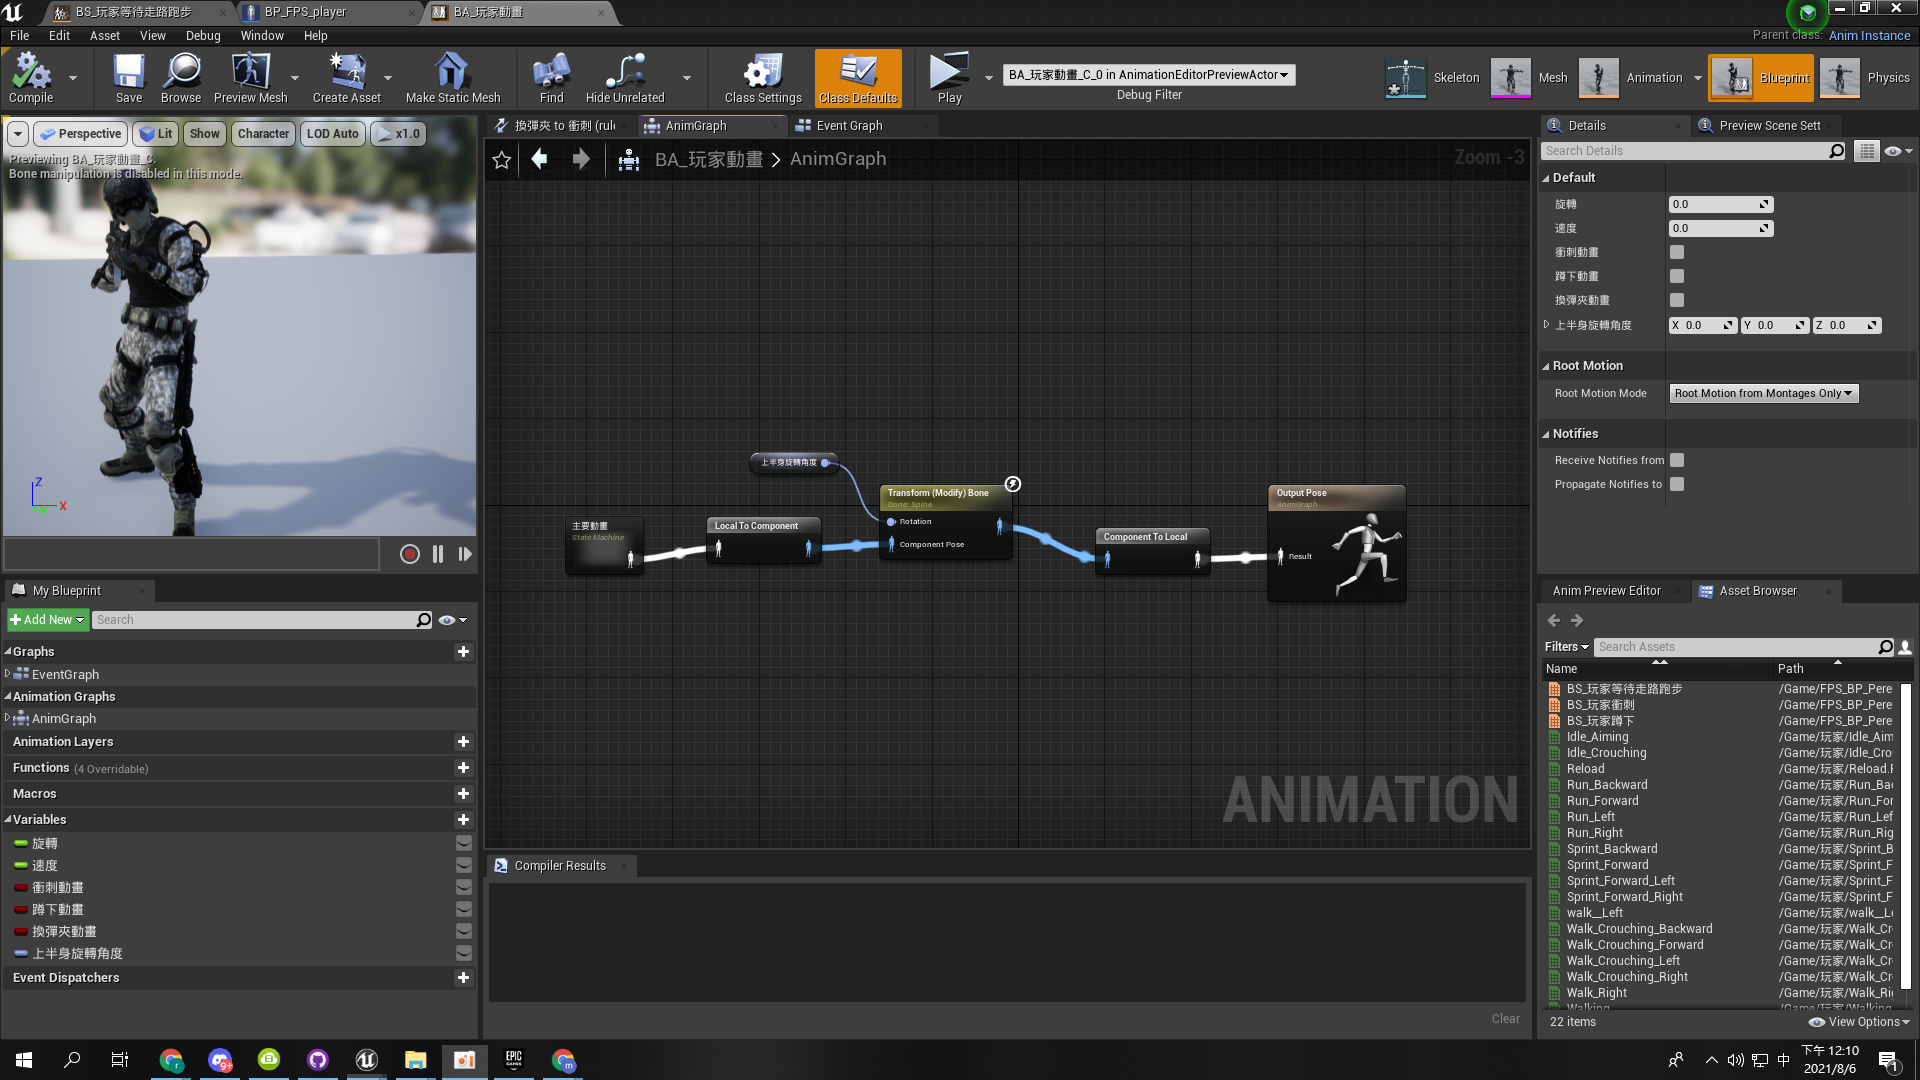 BS_玩家等待走路跑步
BP_FPS_player
BA_玩家動畫
File Edit Asset View Debug Window Help
Parent class: Anim Instance
Compile
Save
Browse
Preview Mesh
Create Asset
Make Static Mesh
Find
Hide Unrelated
Class Settings
Class Defaults
Play
BA_玩家動畫_C_0 in AnimationEditorPreviewActor
Debug Filter
Skeleton
Mesh
Animation
Blueprint
Physics
Perspective
Lit
Show
Character
LOD Auto
x1.0
Previewing BA_玩家動畫_C.
Bone manipulation is disabled in this mode.
Z
X
Y
換彈夾 to 衝刺 (rul
AnimGraph
Event Graph
BA_玩家動畫 > AnimGraph
Zoom -3
上半身旋轉角度
主要動畫
State Machine
Local To Component
Transform (Modify) Bone
Bone: Spine
Rotation
Component Pose
Component To Local
Output Pose
AnimGraph
Result
ANIMATION
Compiler Results
Clear
My Blueprint
Add New
Search
Graphs
EventGraph
Animation Graphs
AnimGraph
Animation Layers
Functions (4 Overridable)
Macros
Variables
旋轉
速度
衝刺動畫
蹲下動畫
換彈夾動畫
上半身旋轉角度
Event Dispatchers
Details
Preview Scene Sett
Search Details
Default
旋轉 0.0
速度 0.0
衝刺動畫
蹲下動畫
換彈夾動畫
上半身旋轉角度 X 0.0 Y 0.0 Z 0.0
Root Motion
Root Motion Mode Root Motion from Montages Only
Notifies
Receive Notifies from
Propagate Notifies to
Anim Preview Editor
Asset Browser
Filters
Search Assets
Name Path
BS_玩家等待走路跑步 /Game/FPS_BP_Pere
BS_玩家衝刺 /Game/FPS_BP_Pere
BS_玩家蹲下 /Game/FPS_BP_Pere
Idle_Aiming /Game/玩家/Idle_Aim
Idle_Crouching /Game/玩家/Idle_Cro
Reload /Game/玩家/Reload.R
Run_Backward /Game/玩家/Run_Bac
Run_Forward /Game/玩家/Run_For
Run_Left /Game/玩家/Run_Lef
Run_Right /Game/玩家/Run_Rig
Sprint_Backward /Game/玩家/Sprint_B
Sprint_Forward /Game/玩家/Sprint_F
Sprint_Forward_Left /Game/玩家/Sprint_F
Sprint_Forward_Right /Game/玩家/Sprint_F
walk__Left /Game/玩家/walk__Le
Walk_Crouching_Backward /Game/玩家/Walk_Cr
Walk_Crouching_Forward /Game/玩家/Walk_Cr
Walk_Crouching_Left /Game/玩家/Walk_Cr
Walk_Crouching_Right /Game/玩家/Walk_Cr
Walk_Right /Game/玩家/Walk_Ri
Walking /Game/玩家/Walking
22 items
View Options
r
9+
EPIC
GAMES
m
中
下午 12:10
2021/8/6
1